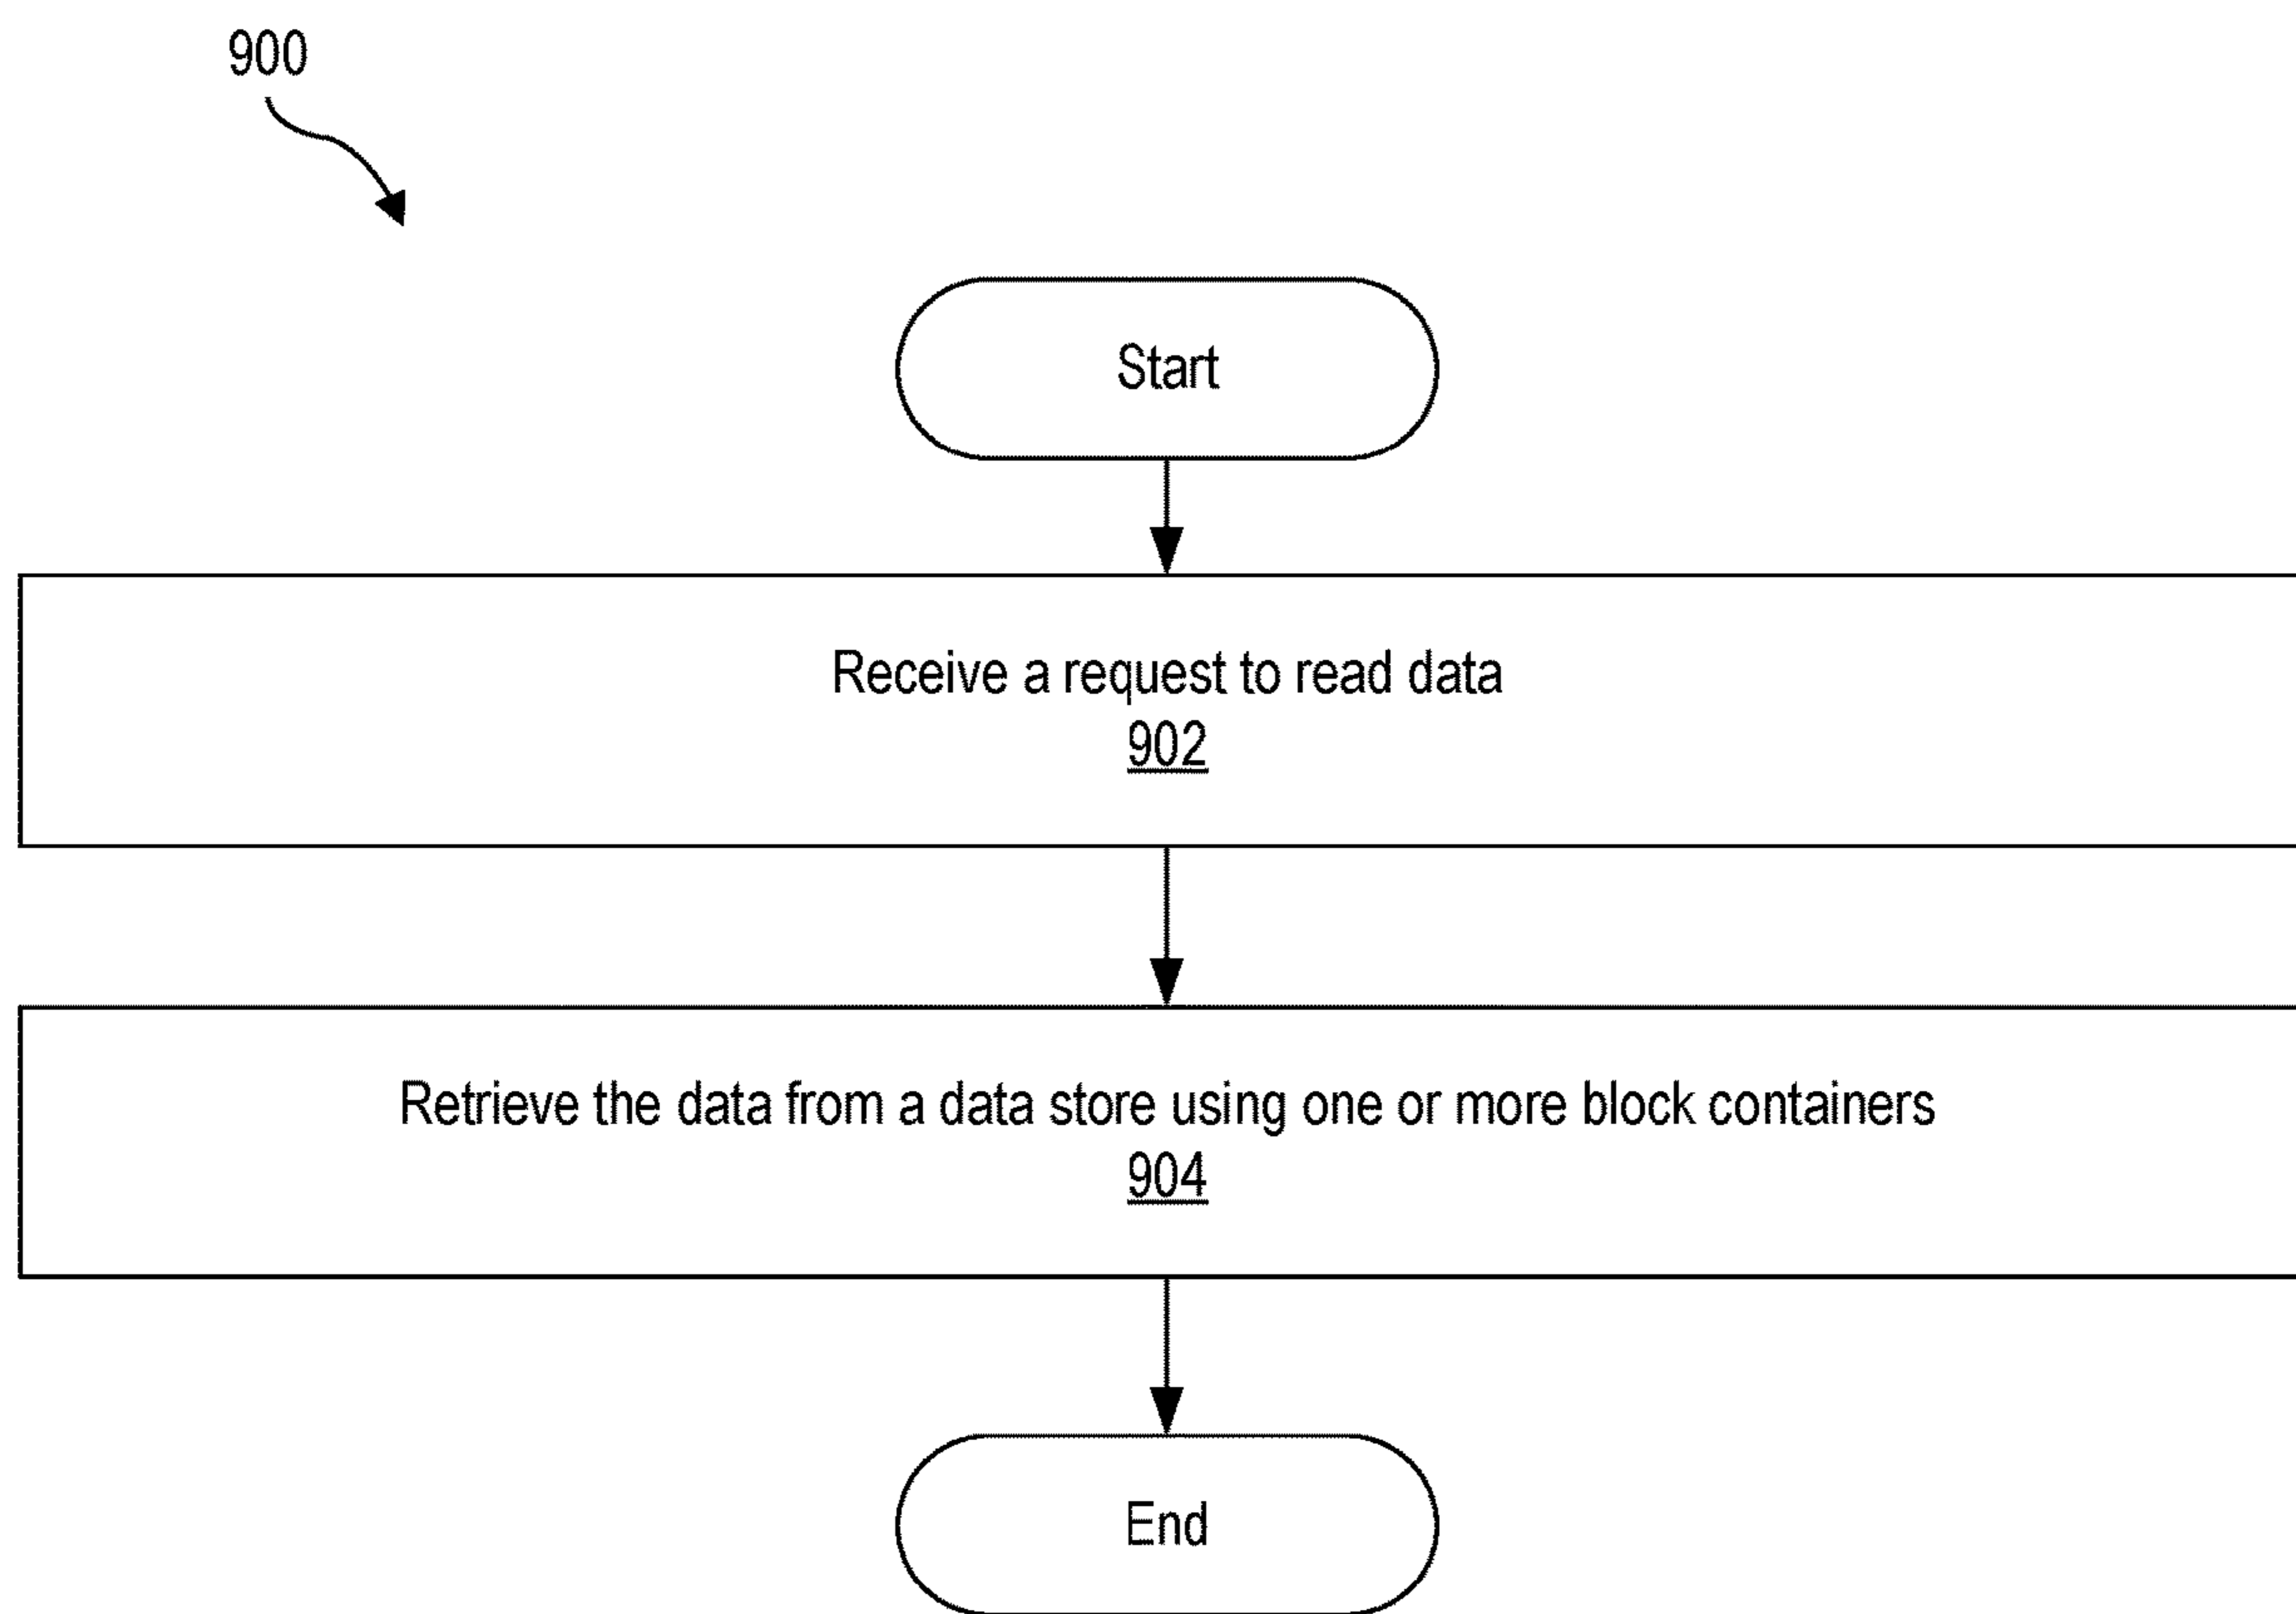 900
Start
Receive a request to read data
902
Retrieve the data from a data store using one or more block containers
904
End